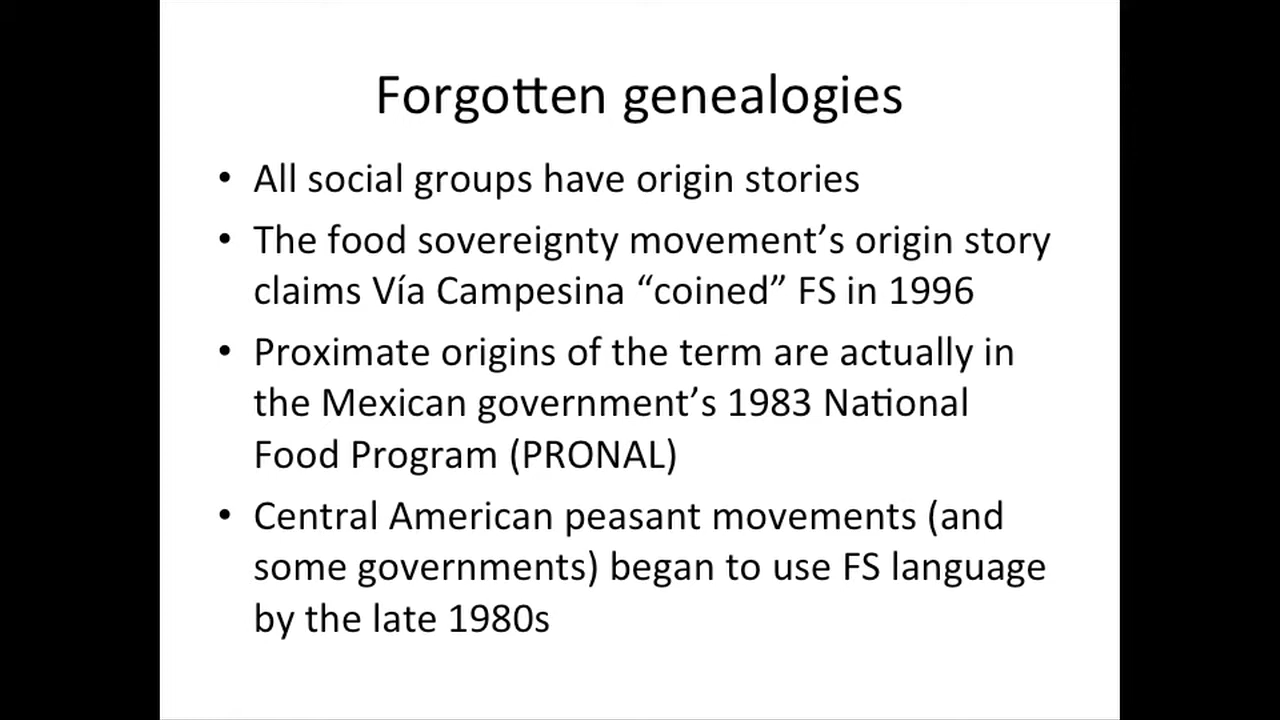 Forgotten genealogies
• All social groups have origin stories
• The food sovereignty movement’s origin story
claims Vía Campesina “coined” FS in 1996
• Proximate origins of the term are actually in
the Mexican government’s 1983 National
Food Program (PRONAL)
• Central American peasant movements (and
some governments) began to use FS language
by the late 1980s